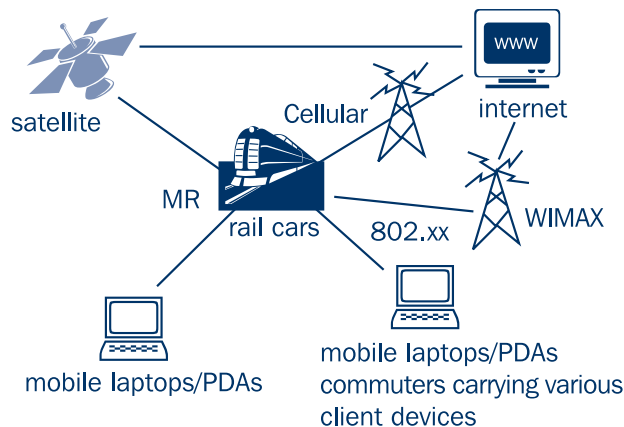 www
Cellular
internet
satellite
MR
rail cars
802.xx
WIMAX
mobile laptops/PDAs
mobile laptops/PDAs
commuters carrying various
client devices